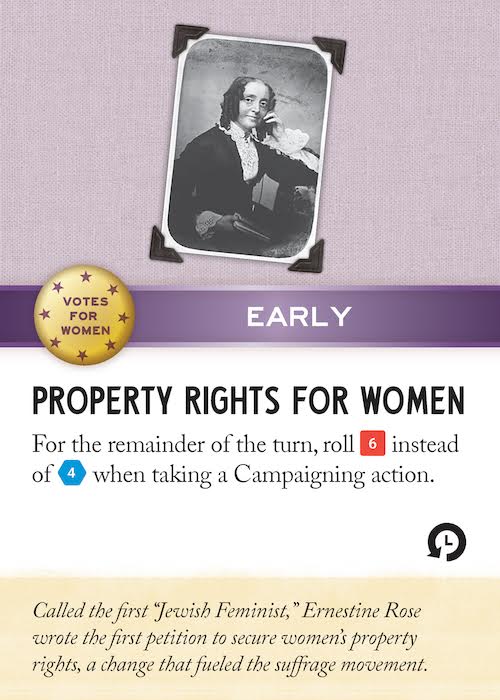 VOTES
FOR
WOMEN
EARLY
PROPERTY RIGHTS FOR WOMEN
For the remainder of the turn, roll 6 instead
of 4 when taking a Campaigning action.
Called the first “Jewish Feminist,” Ernestine Rose
wrote the first petition to secure women’s property
rights, a change that fueled the suffrage movement.